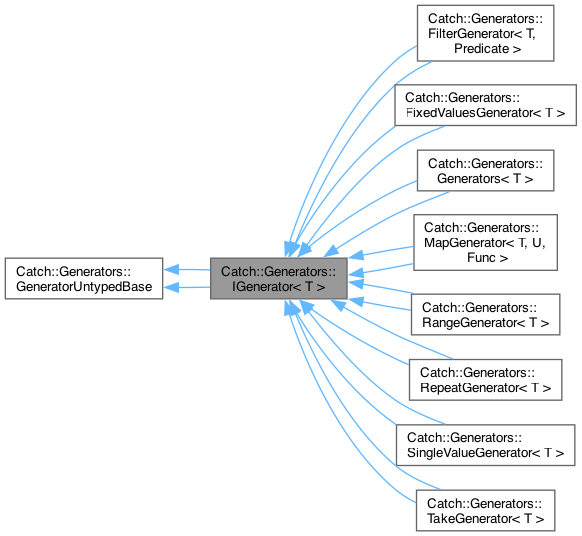 Catch::Generators::
FilterGenerator< T,
Predicate >
Catch::Generators::
FixedValuesGenerator< T >
Catch::Generators::
Generators< T >
Catch::Generators::
MapGenerator< T, U,
Func >
Catch::Generators::
GeneratorUntypedBase
Catch::Generators::
IGenerator< T >
Catch::Generators::
RangeGenerator< T >
Catch::Generators::
RepeatGenerator< T >
Catch::Generators::
SingleValueGenerator< T >
Catch::Generators::
TakeGenerator< T >